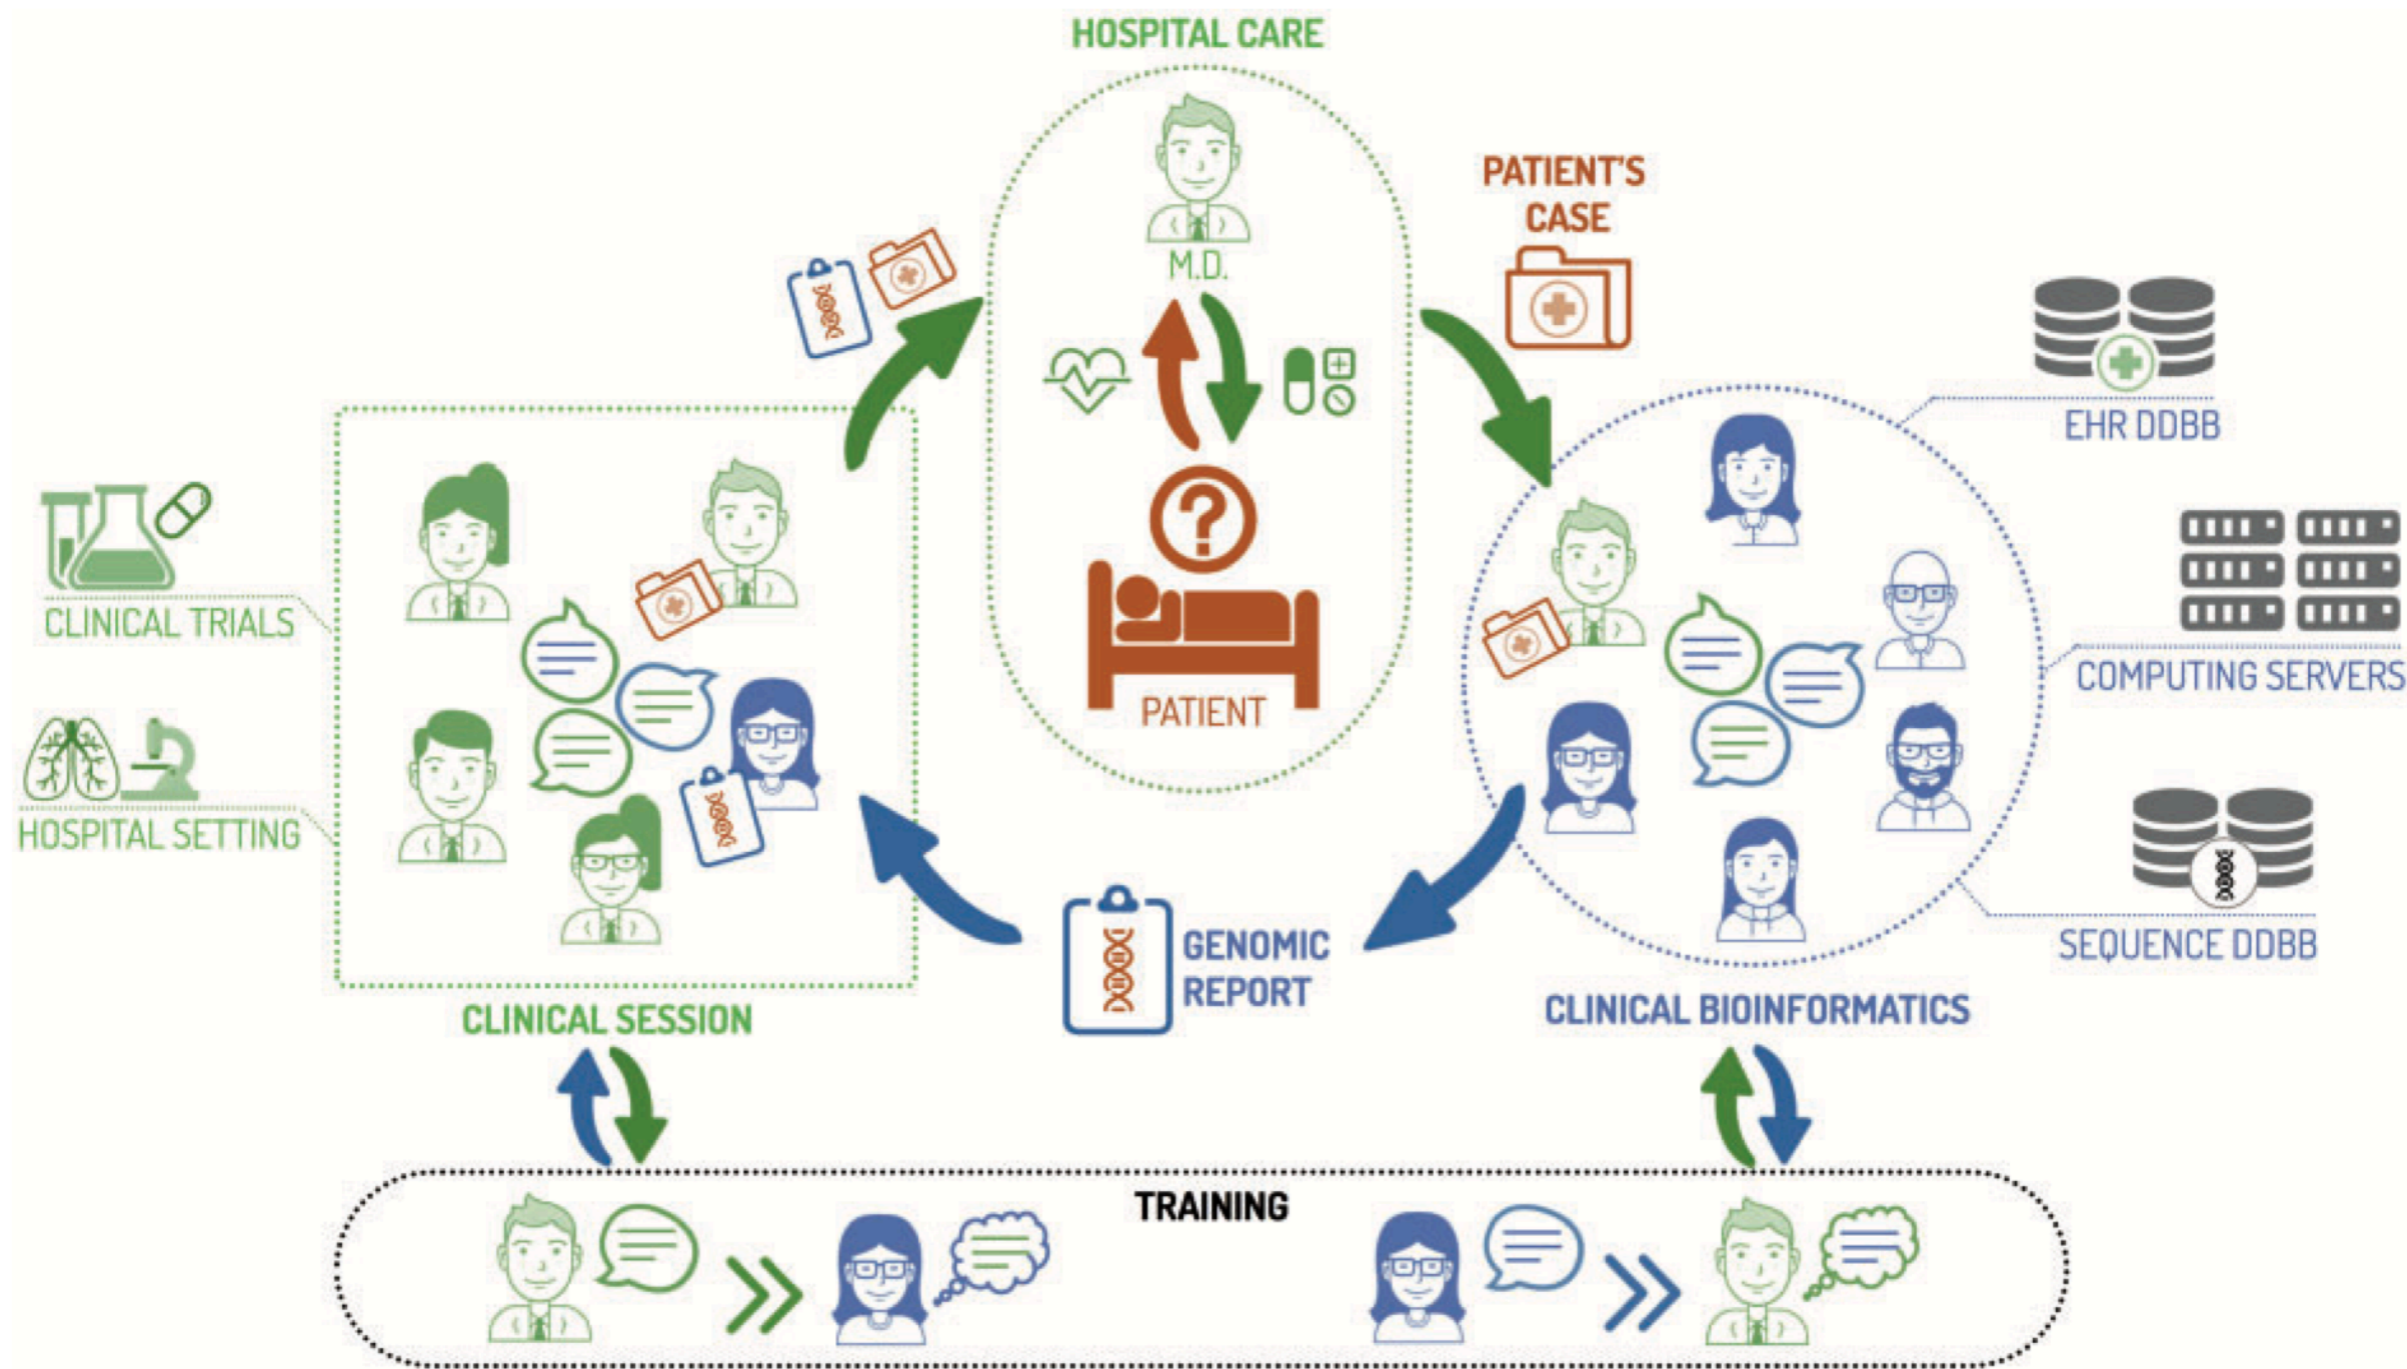 HOSPITAL CARE
M.D.
PATIENT
PATIENT'S
CASE
EHR DDBB
COMPUTING SERVERS
SEQUENCE DDBB
CLINICAL BIOINFORMATICS
GENOMIC
REPORT
CLINICAL TRIALS
HOSPITAL SETTING
CLINICAL SESSION
TRAINING